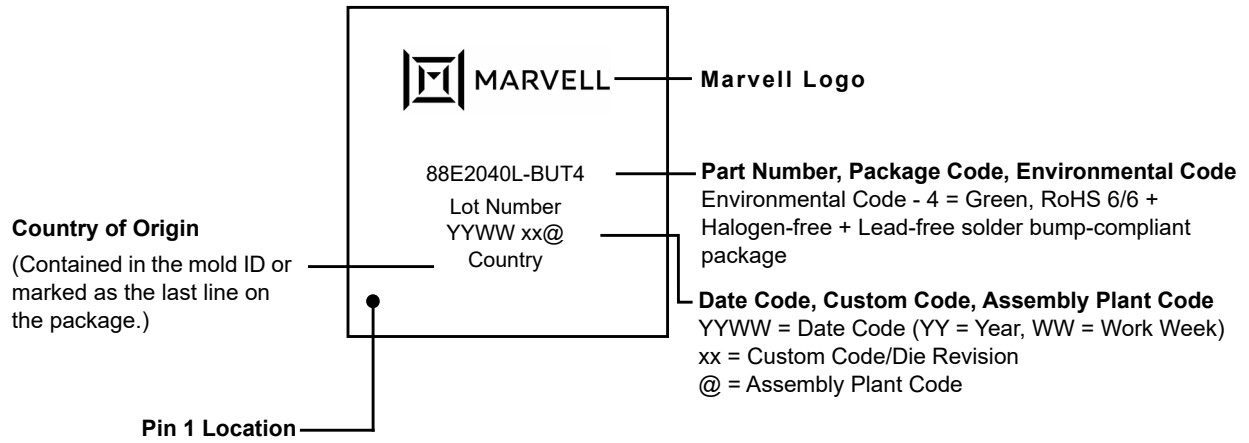 MARVELL
Marvell Logo
88E2040L-BUT4
Lot Number
YYWW xx@
Country
Part Number, Package Code, Environmental Code
Environmental Code - 4 = Green, RoHS 6/6 +
Halogen-free + Lead-free solder bump-compliant
package
Country of Origin
(Contained in the mold ID or
marked as the last line on
the package.)
Date Code, Custom Code, Assembly Plant Code
YYWW = Date Code (YY = Year, WW = Work Week)
xx = Custom Code/Die Revision
@ = Assembly Plant Code
Pin 1 Location